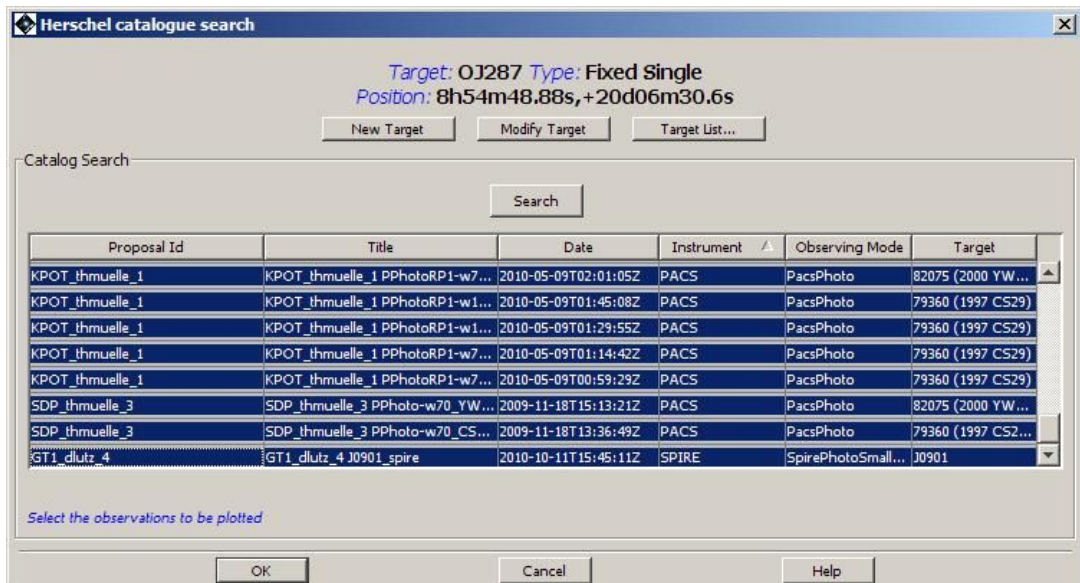 Herschel catalogue search
Target: OJ287 Type: Fixed Single
Position: 8h54m48.88s,+20d06m30.6s
New Target Modify Target Target List...
Catalog Search
Search
Proposal Id Title Date Instrument Observing Mode Target
KPOT_thmuelle_1 KPOT_thmuelle_1 PPhotoRP1-w7... 2010-05-09T02:01:05Z PACS PacsPhoto 82075 (2000 YW...
KPOT_thmuelle_1 KPOT_thmuelle_1 PPhotoRP1-w1... 2010-05-09T01:45:08Z PACS PacsPhoto 79360 (1997 CS29)
KPOT_thmuelle_1 KPOT_thmuelle_1 PPhotoRP1-w1... 2010-05-09T01:29:55Z PACS PacsPhoto 79360 (1997 CS29)
KPOT_thmuelle_1 KPOT_thmuelle_1 PPhotoRP1-w7... 2010-05-09T01:14:42Z PACS PacsPhoto 79360 (1997 CS29)
KPOT_thmuelle_1 KPOT_thmuelle_1 PPhotoRP1-w7... 2010-05-09T00:59:29Z PACS PacsPhoto 79360 (1997 CS29)
SDP_thmuelle_3 SDP_thmuelle_3 PPhoto-w70_YW... 2009-11-18T15:13:21Z PACS PacsPhoto 82075 (2000 YW...
SDP_thmuelle_3 SDP_thmuelle_3 PPhoto-w70_CS... 2009-11-18T13:36:49Z PACS PacsPhoto 79360 (1997 CS2...
GT1_dlutz_4 GT1_dlutz_4 J0901_spire 2010-10-11T15:45:11Z SPIRE SpirePhotoSmall... J0901
Select the observations to be plotted
OK Cancel Help